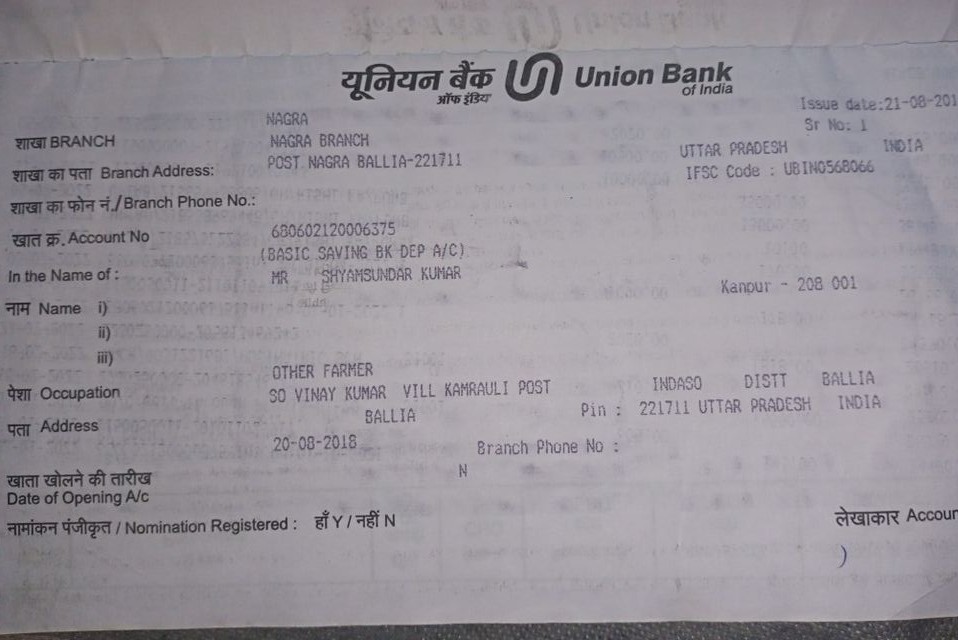 यूनियन बैंक Union Bank
ऑफ इंडिया of India
Issue date:21-08-201
NAGRA Sr No: 1
शाखा BRANCH NAGRA BRANCH
POST NAGRA BALLIA-221711 UTTAR PRADESH INDIA
शाखा का पता Branch Address: IFSC Code : UBIN0568066
शाखा का फोन नं./Branch Phone No.:
खात क्र. Account No 680602120006375
(BASIC SAVING BK DEP A/C)
In the Name of : MR SHYAMSUNDAR KUMAR
Kanpur - 208 001
नाम Name i)
ii)
iii)
OTHER FARMER
पेशा Occupation SO VINAY KUMAR VILL KAMRAULI POST INDASO DISTT BALLIA
पता Address BALLIA Pin : 221711 UTTAR PRADESH INDIA
20-08-2018 Branch Phone No :
खाता खोलने की तारीख N
Date of Opening A/c
नामांकन पंजीकृत / Nomination Registered : हाँ Y / नहीं N
लेखाकार Accoun